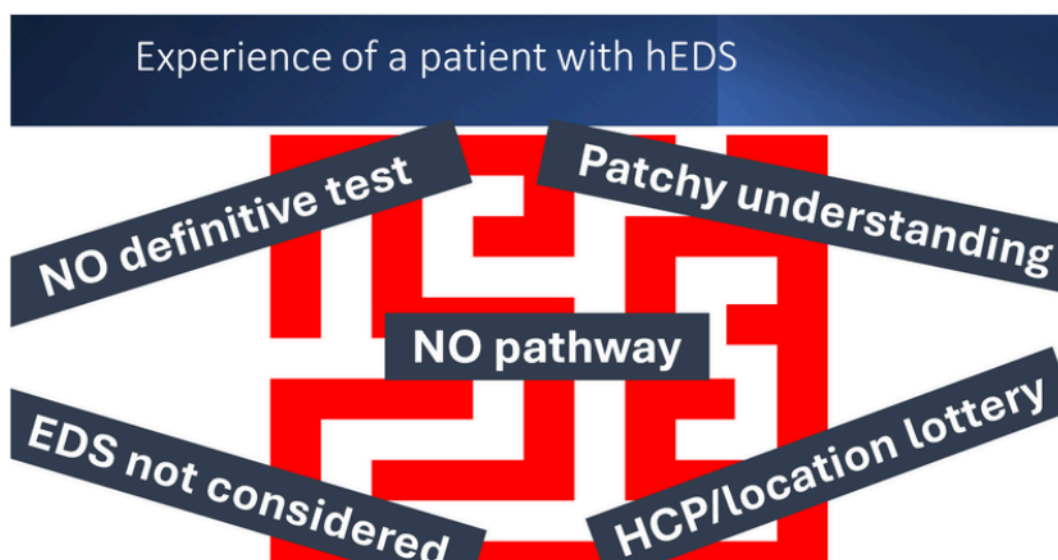 Experience of a patient with hEDS
NO definitive test
Patchy understanding
NO pathway
EDS not considered
HCP/location lottery